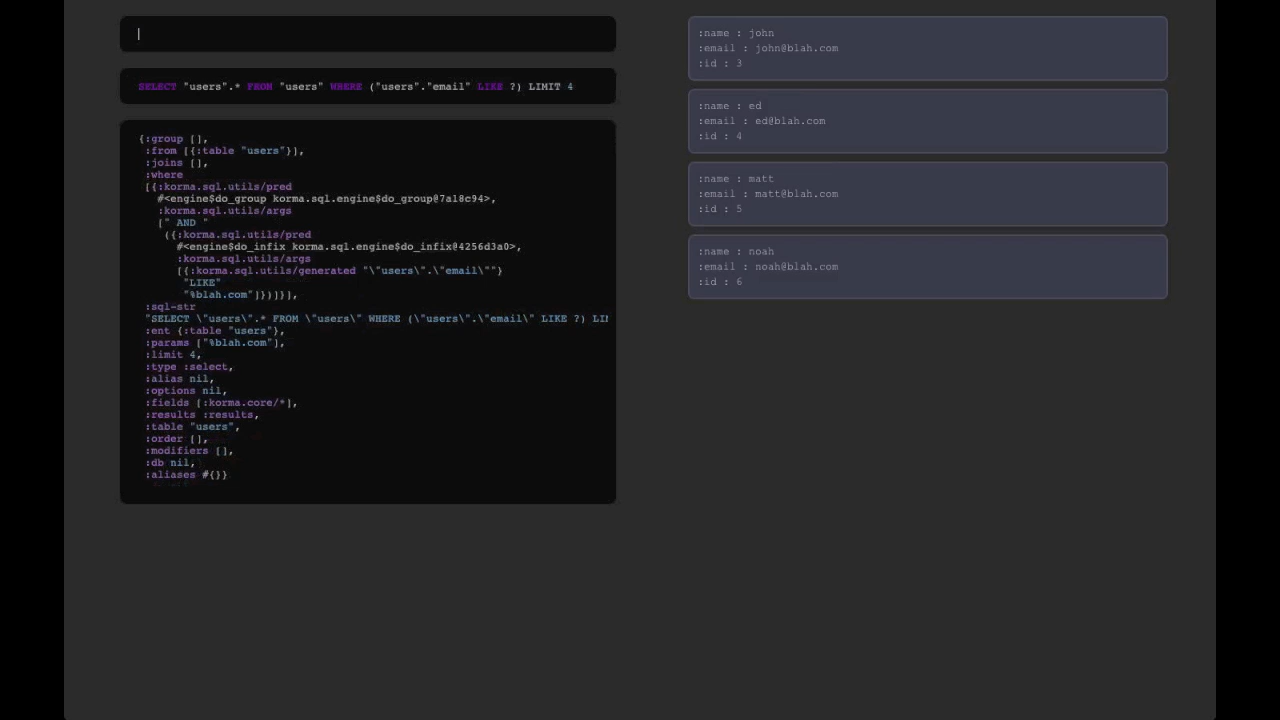 SELECT "users".* FROM "users" WHERE ("users"."email" LIKE ?) LIMIT 4
{:group [],
:from [{:table "users"}],
:joins [],
:where
[{:korma.sql.utils/pred
#<engine$do_group korma.sql.engine$do_group@7a18c94>,
:korma.sql.utils/args
[" AND "
({:korma.sql.utils/pred
#<engine$do_infix korma.sql.engine$do_infix@4256d3a0>,
:korma.sql.utils/args
[{:korma.sql.utils/generated "\"users\".\"email\""}
"LIKE"
"%blah.com"]})]}],
:sql-str
"SELECT \"users\".* FROM \"users\" WHERE (\"users\".\"email\" LIKE ?) LIM
:ent {:table "users"},
:params ["%blah.com"],
:limit 4,
:type :select,
:alias nil,
:options nil,
:fields [:korma.core/*],
:results :results,
:table "users",
:order [],
:modifiers [],
:db nil,
:aliases #{}}
:name : john
:email : john@blah.com
:id : 3
:name : ed
:email : ed@blah.com
:id : 4
:name : matt
:email : matt@blah.com
:id : 5
:name : noah
:email : noah@blah.com
:id : 6